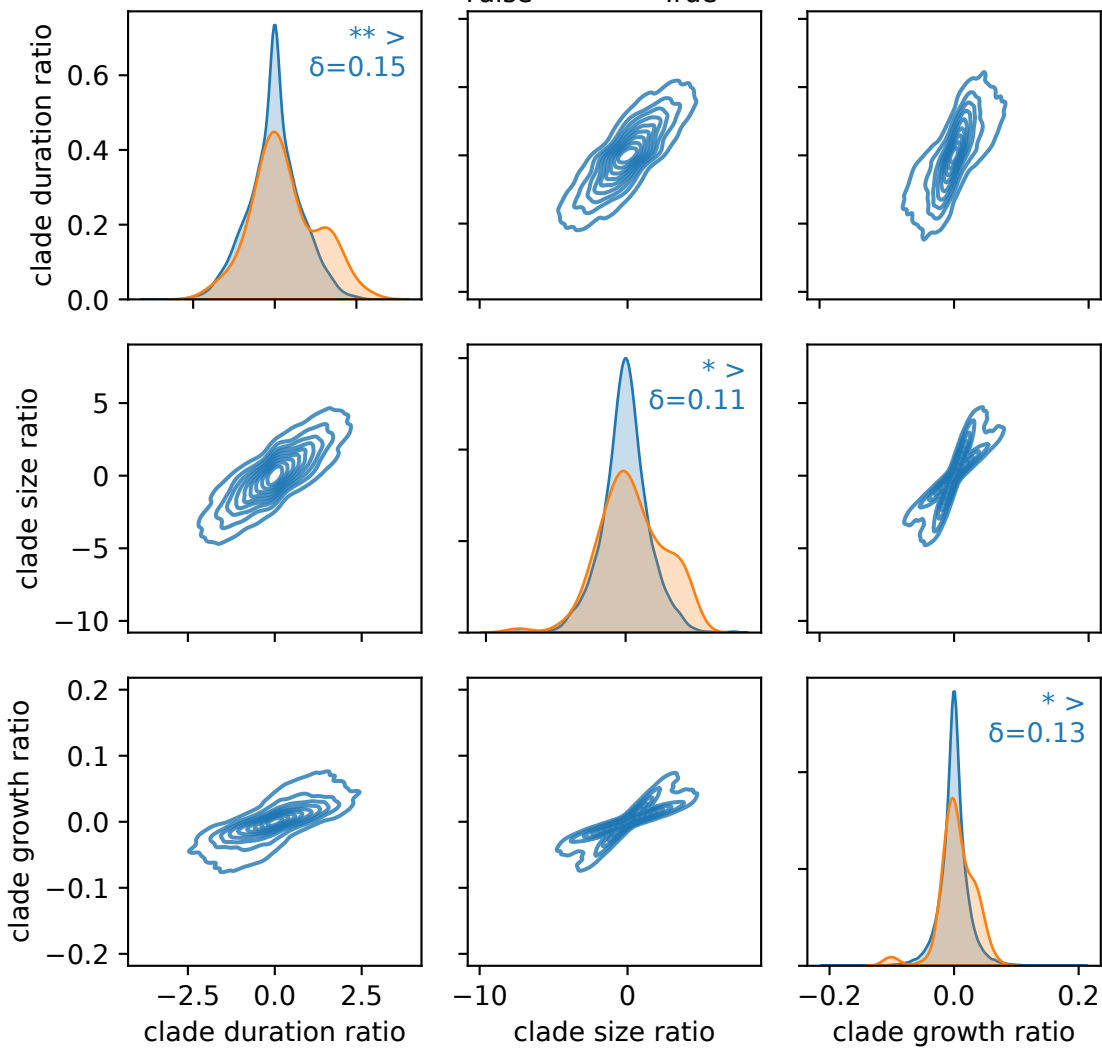 True
clade duration ratio
0.6
0.4
0.2
0.0
** >
δ=0.15
clade size ratio
5
0
−5
−10
* >
δ=0.11
clade growth ratio
0.2
0.1
0.0
−0.1
−0.2
* >
δ=0.13
−2.5
0.0
2.5
−10
0
−0.2
0.0
0.2
clade duration ratio
clade size ratio
clade growth ratio